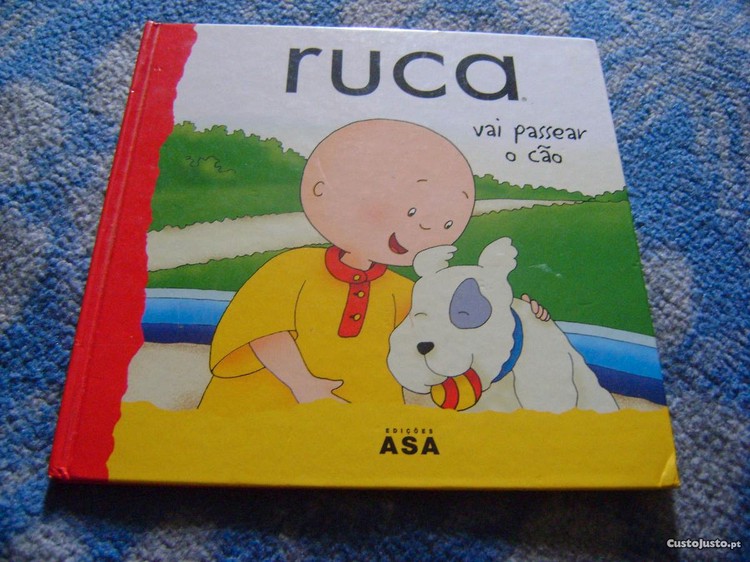 ruca
vai passear
o cão
EDIÇÕES
ASA
CustoJusto.pt